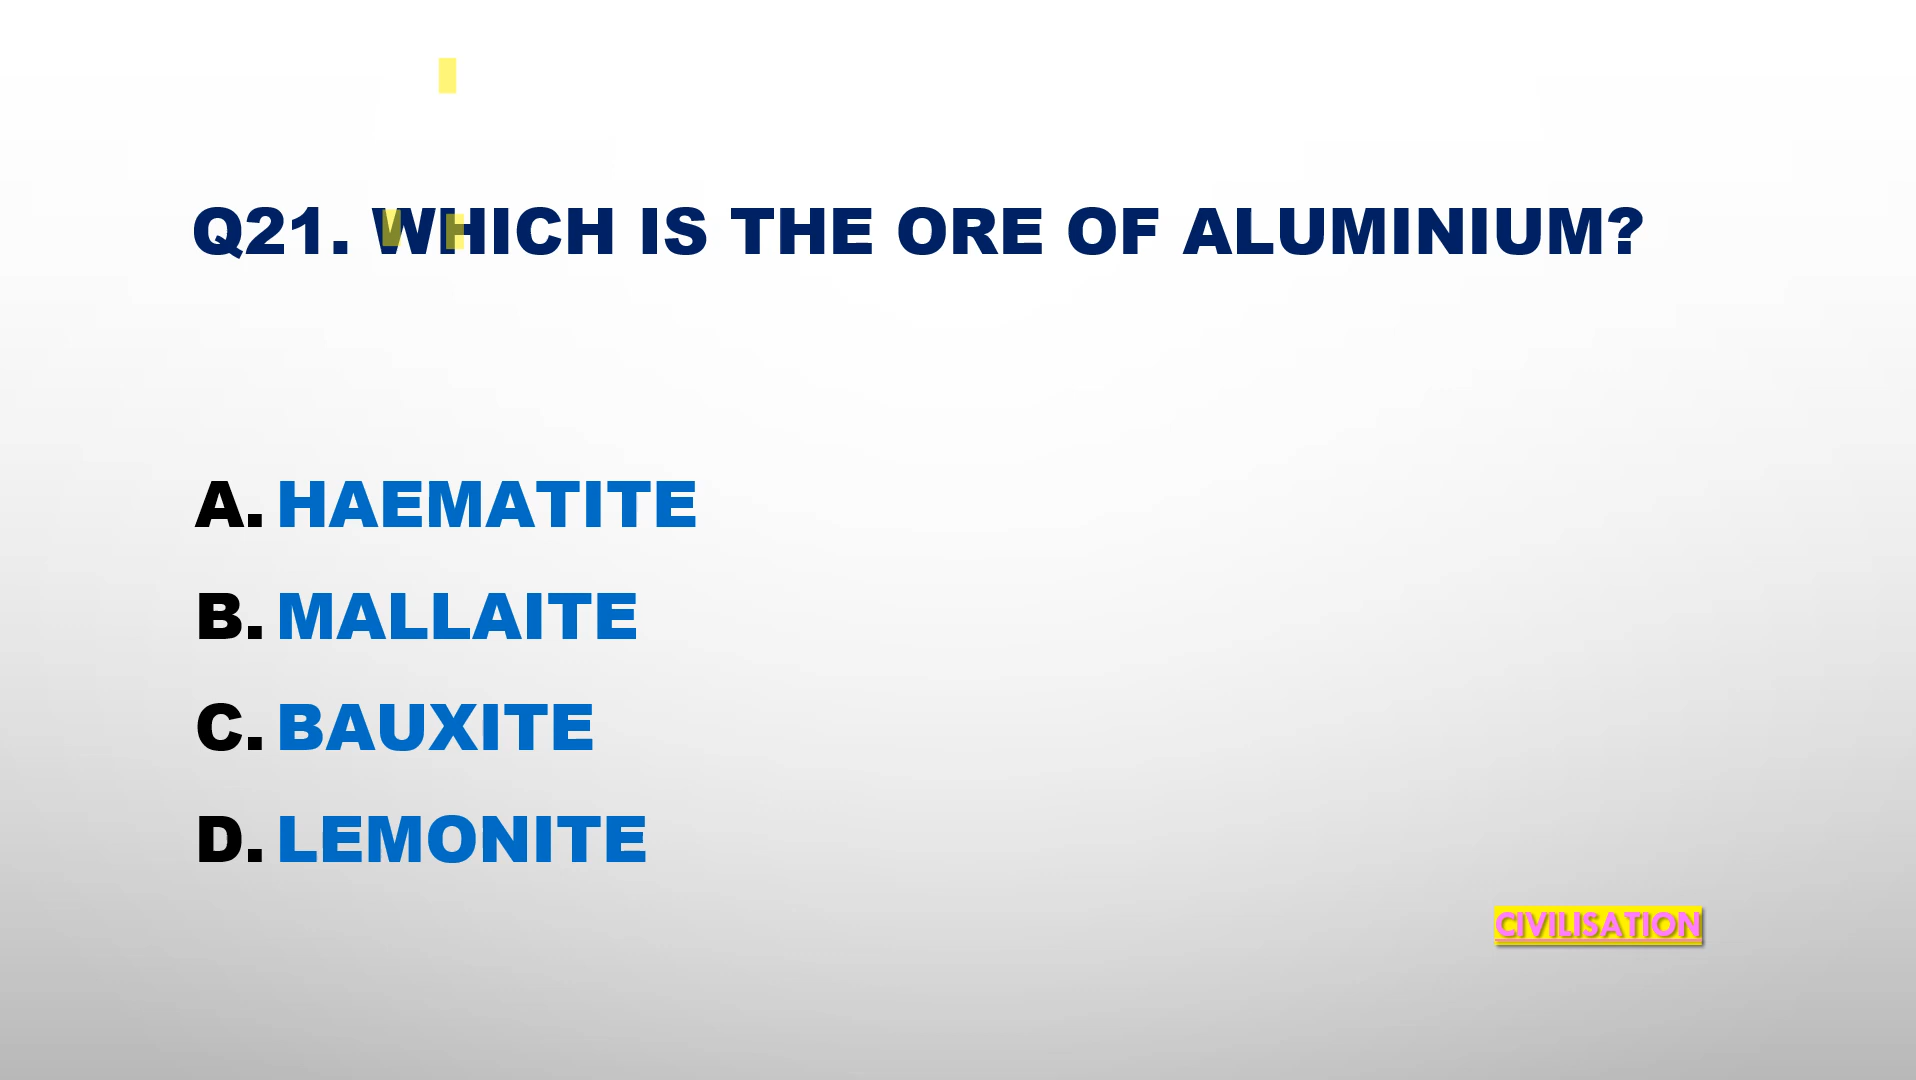 Q21. WHICH IS THE ORE OF ALUMINIUM?
A. HAEMATITE
B. MALLAITE
C. BAUXITE
D. LEMONITE
CIVILISATION